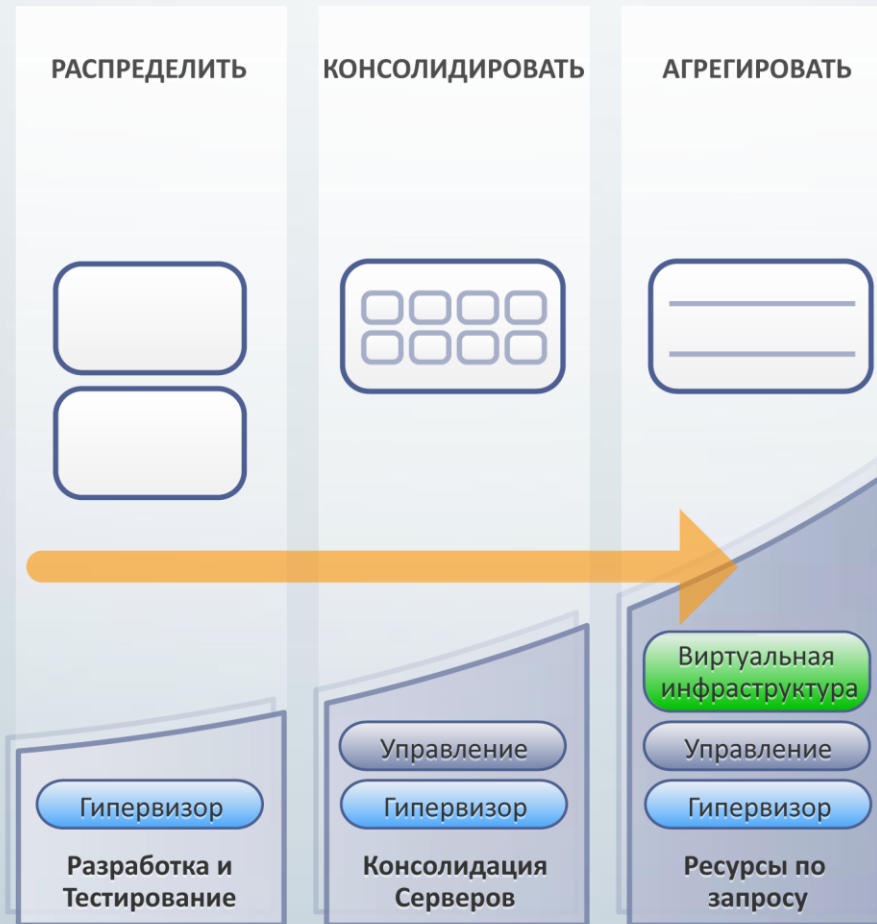 РАСПРЕДЕЛИТЬ
КОНСОЛИДИРОВАТЬ
АГРЕГИРОВАТЬ
Гипервизор
Разработка и
Тестирование
Управление
Гипервизор
Консолидация
Серверов
Виртуальная
инфраструктура
Управление
Гипервизор
Ресурсы по
запросу